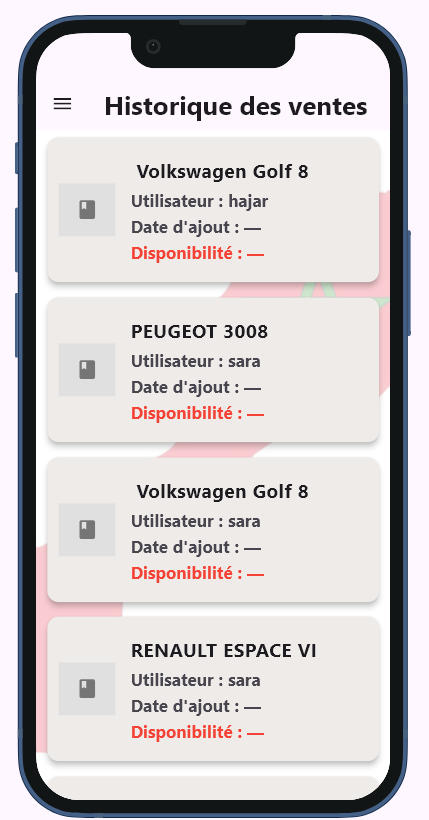 Historique des ventes
Volkswagen Golf 8
Utilisateur : hajar
Date d'ajout : —
Disponibilité : —
PEUGEOT 3008
Utilisateur : sara
Date d'ajout : —
Disponibilité : —
Volkswagen Golf 8
Utilisateur : sara
Date d'ajout : —
Disponibilité : —
RENAULT ESPACE VI
Utilisateur : sara
Date d'ajout : —
Disponibilité : —